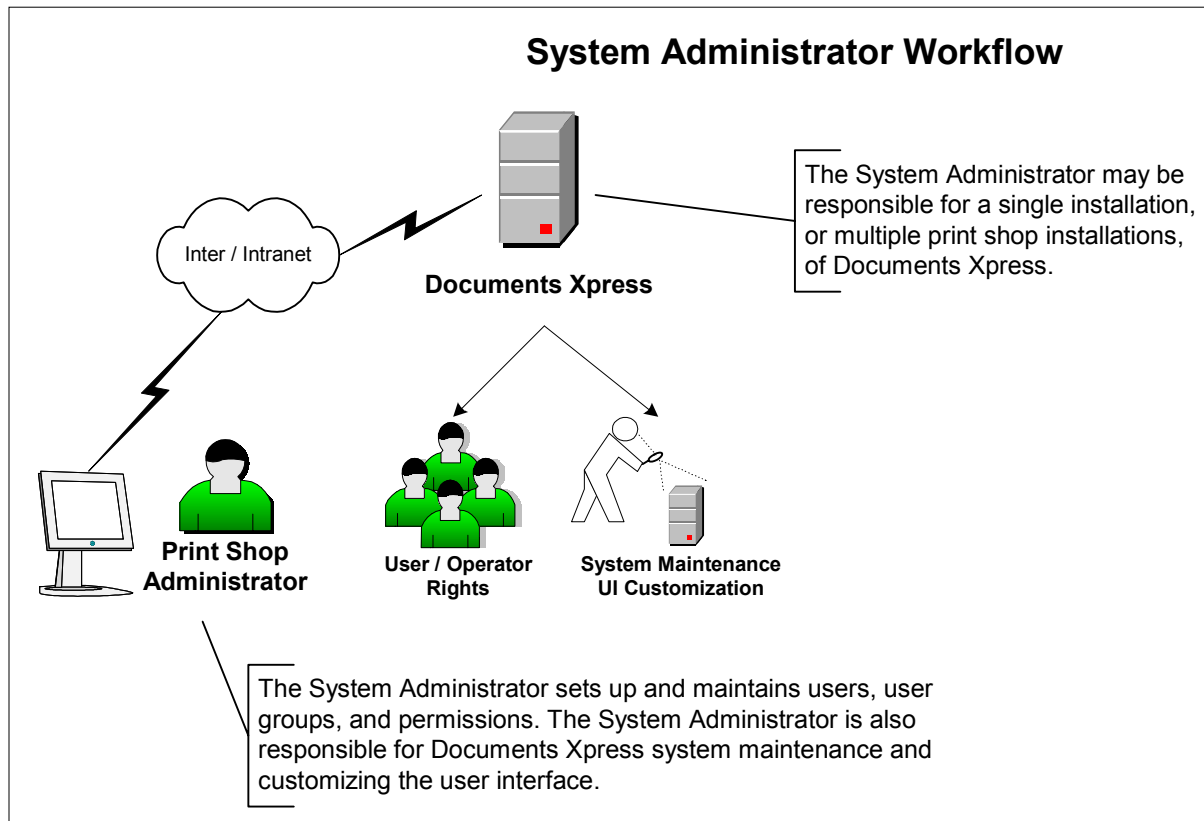 System Administrator Workflow
The System Administrator may be
responsible for a single installation,
or multiple print shop installations,
of Documents Xpress.
Inter / Intranet
Documents Xpress
Print Shop
Administrator
User / Operator
Rights
System Maintenance
UI Customization
The System Administrator sets up and maintains users, user
groups, and permissions. The System Administrator is also
responsible for Documents Xpress system maintenance and
customizing the user interface.